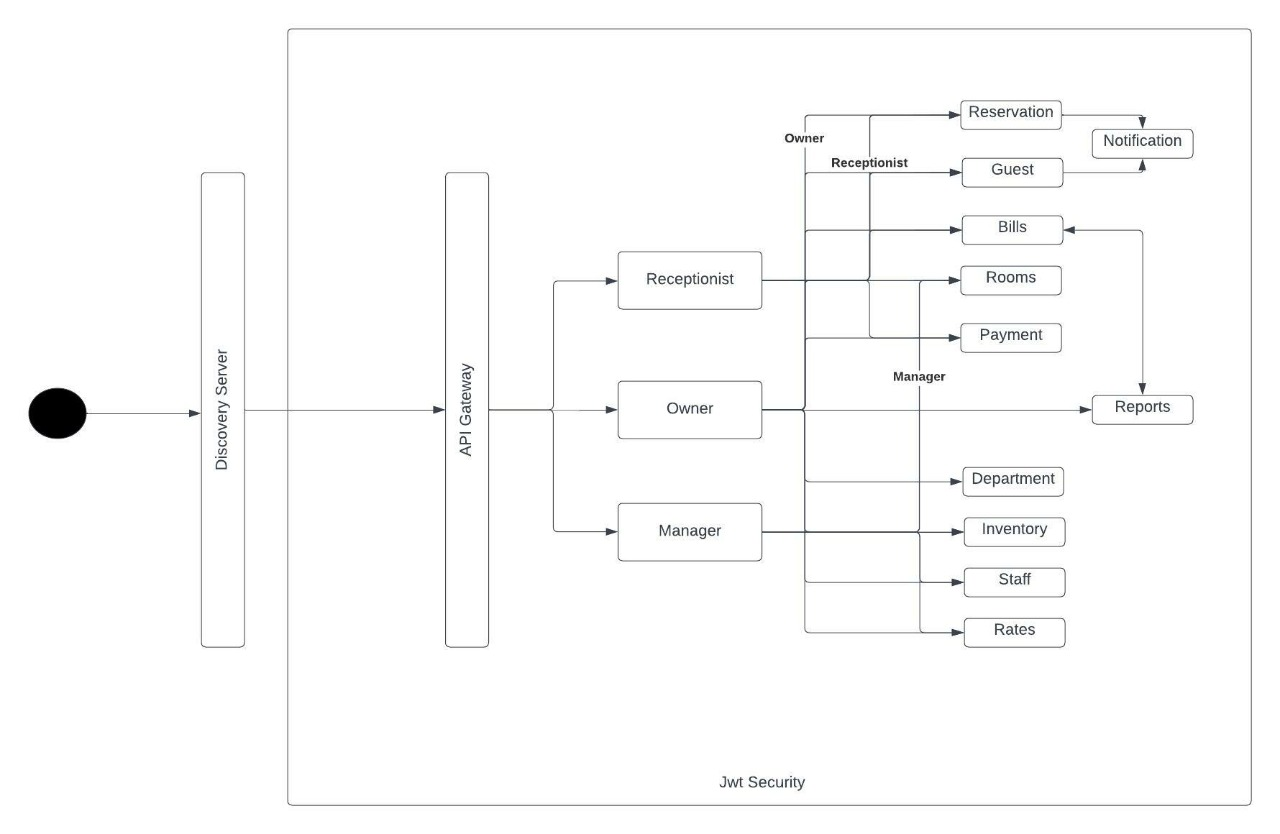 Discovery Server
API Gateway
Receptionist
Owner
Manager
Owner
Receptionist
Manager
Reservation
Notification
Guest
Bills
Rooms
Payment
Reports
Department
Inventory
Staff
Rates
Jwt Security